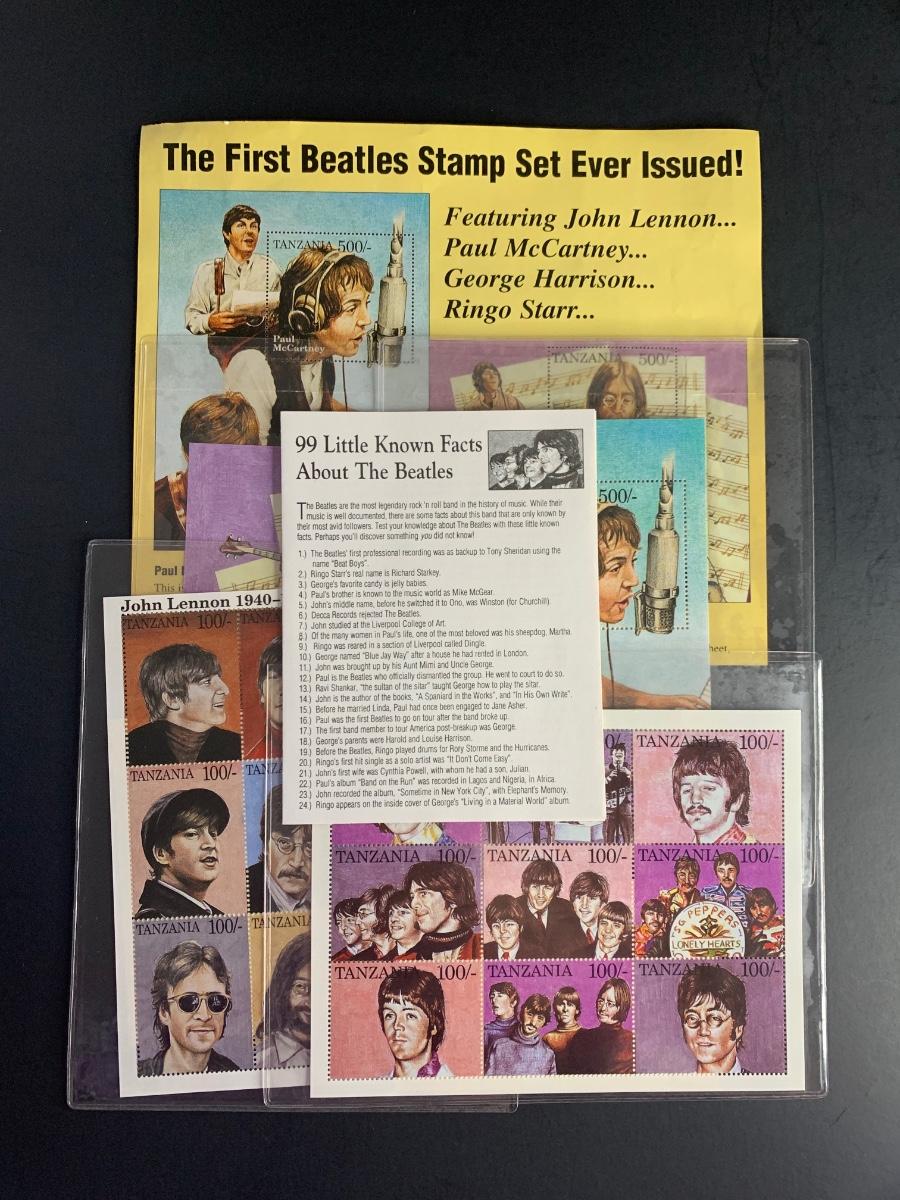 The First Beatles Stamp Set Ever Issued!
Featuring John Lennon...
Paul McCartney...
George Harrison...
Ringo Starr...
TANZANIA 500/-
Paul
McCartney
TANZANIA 500/-
500/-
Paul
This is
heet,
99 Little Known Facts
About The Beatles
The Beatles are the most legendary rock 'n roll band in the history of music. While their
music is well documented, there are some facts about this band that are only known by
their most avid followers. Test your knowledge about The Beatles with these little known
facts. Perhaps you'll discover something you did not know!
1.) The Beatles' first professional recording was as backup to Tony Sheridan using the
name "Beat Boys".
2.) Ringo Starr's real name is Richard Starkey.
3.) George's favorite candy is jelly babies.
4.) Paul's brother is known to the music world as Mike McGear.
5.) John's middle name, before he switched it to Ono, was Winston (for Churchill).
6.) Decca Records rejected The Beatles.
7.) John studied at the Liverpool College of Art.
8.) Of the many women in Paul's life, one of the most beloved was his sheepdog, Martha.
9.) Ringo was reared in a section of Liverpool called Dingle.
10.) George named "Blue Jay Way" after a house he had rented in London.
11.) John was brought up by his Aunt Mimi and Uncle George.
12.) Paul is the Beatles who officially dismantled the group. He went to court to do so.
13.) Ravi Shankar, "the sultan of the sitar" taught George how to play the sitar.
14.) John is the author of the books, "A Spaniard in the Works", and "In His Own Write".
15.) Before he married Linda, Paul had once been engaged to Jane Asher.
16.) Paul was the first Beatles to go on tour after the band broke up.
17.) The first band member to tour America post-breakup was George.
18.) George's parents were Harold and Louise Harrison.
19.) Before the Beatles, Ringo played drums for Rory Storme and the Hurricanes.
20.) Ringo's first hit single as a solo artist was "It Don't Come Easy".
21.) John's first wife was Cynthia Powell, with whom he had a son, Julian.
22.) Paul's album "Band on the Run" was recorded in Lagos and Nigeria, in Africa.
23.) John recorded the album, "Sometime in New York City", with Elephant's Memory.
24.) Ringo appears on the inside cover of George's "Living in a Material World" album.
John Lennon 1940-
TANZANIA 100/- TANZA
TANZANIA 100/- TANZ
TANZANIA 100/- TAN
TANZANIA 100/-
TANZANIA 100/- TANZANIA 100/- TANZANIA 100/-
SG PEPPERS
LONELY HEARTS
TANZANIA 100/- TANZANIA 100/- TANZANIA 100/-